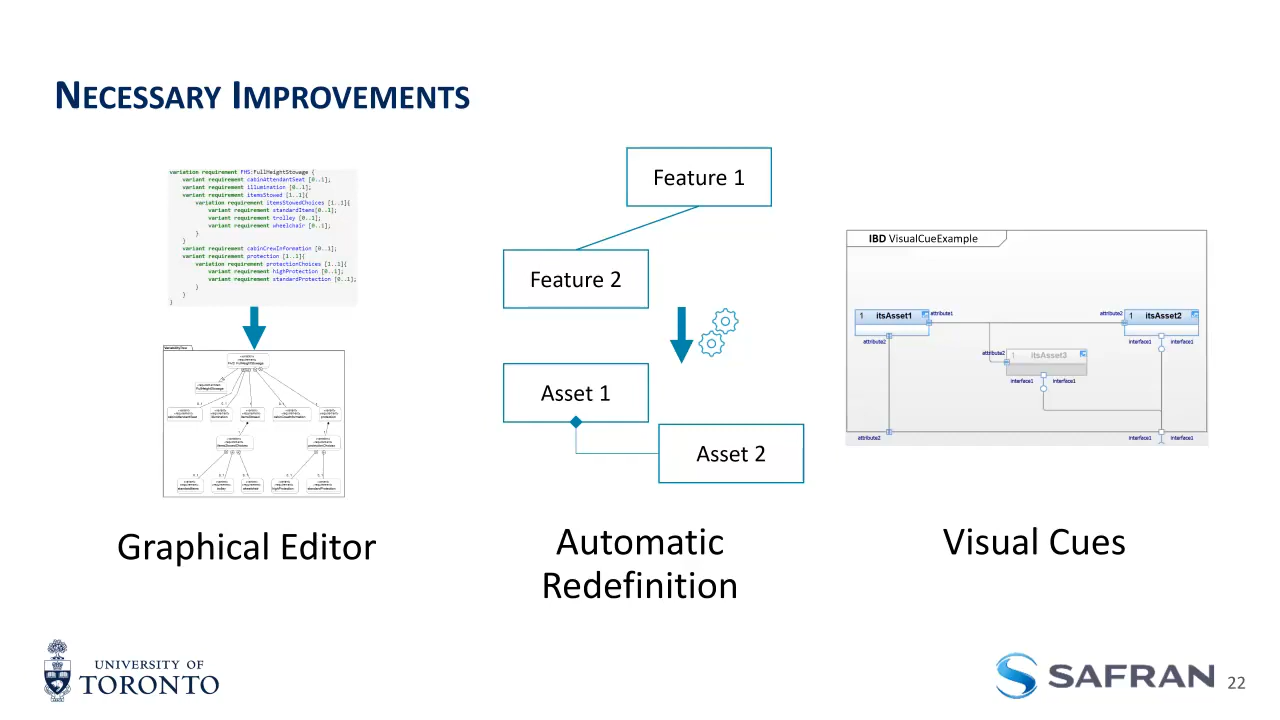 NECESSARY IMPROVEMENTS
variation requirement FHS:FullHeightStowage {
variant requirement cabinAttendantSeat [0..1];
variant requirement illumination [0..1];
variant requirement itemsStowed [1..1]{
variation requirement itemsStowedChoices [1..1]{
variant requirement standardItems[0..1];
variant requirement trolley [0..1];
variant requirement wheelchair [0..1];
}
}
variant requirement cabinCrewInformation [0..1];
variant requirement protection [1..1]{
variation requirement protectionChoices [1..1]{
variant requirement highProtection [0..1];
variant requirement standardProtection [0..1];
}
}
}
Graphical Editor
Feature 1
Feature 2
Asset 1
Asset 2
Automatic
Redefinition
IBD VisualCueExample
1 itsAsset1
attribute1
attribute2
1 itsAsset2
attribute2
interface1
interface1
attribute2
1 itsAsset3
interface1
interface1
attribute2
interface1
interface1
Visual Cues
UNIVERSITY OF
TORONTO
SAFRAN
22